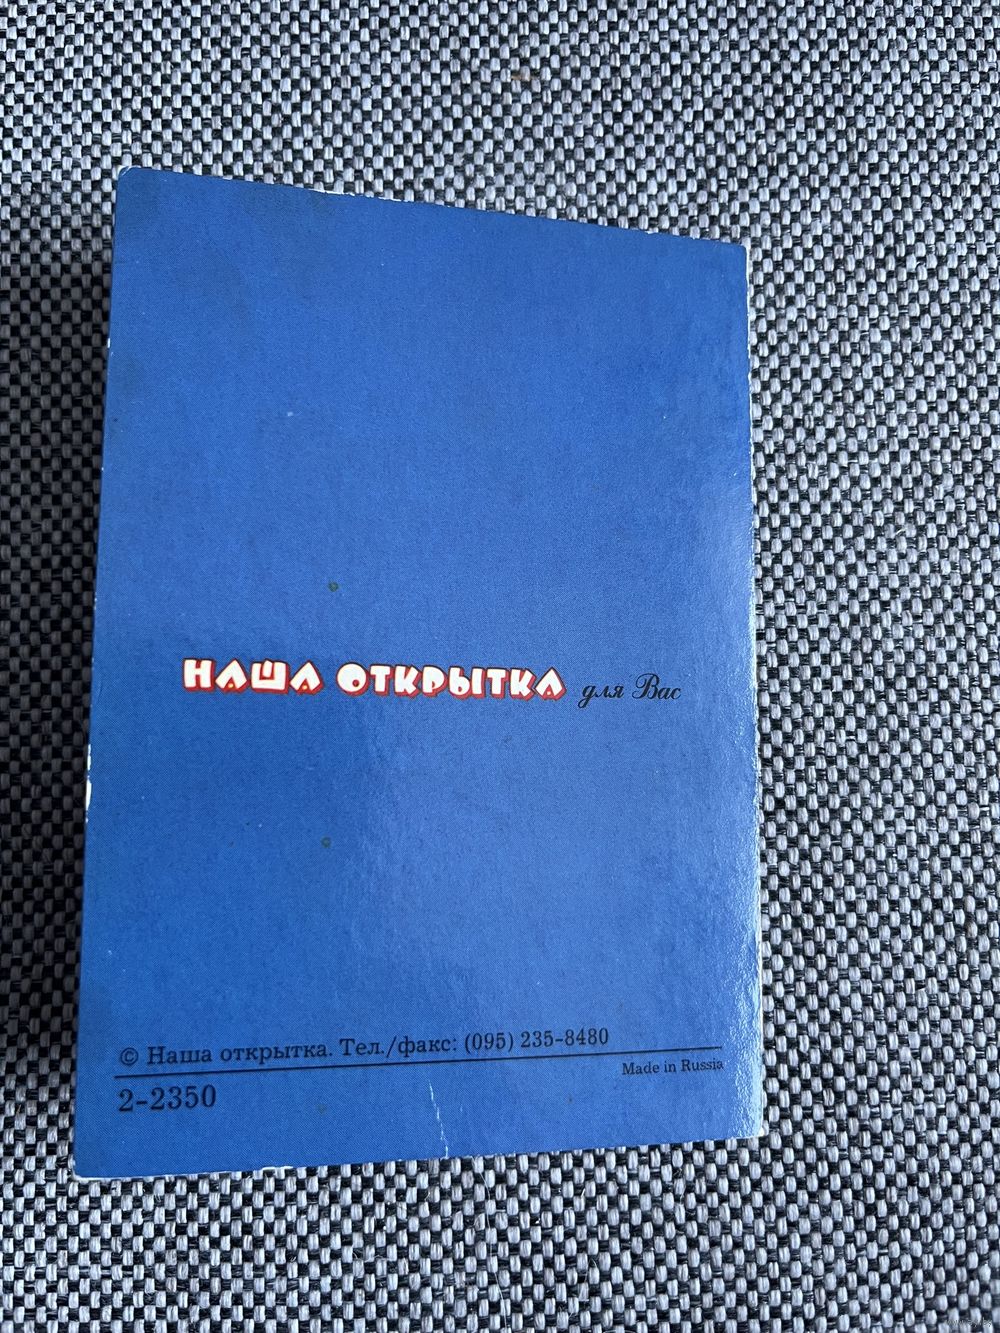 НАША ОТКРЫТКА для Вас
© Наша открытка. Тел./факс: (095) 235-8480
Made in Russia
2-2350